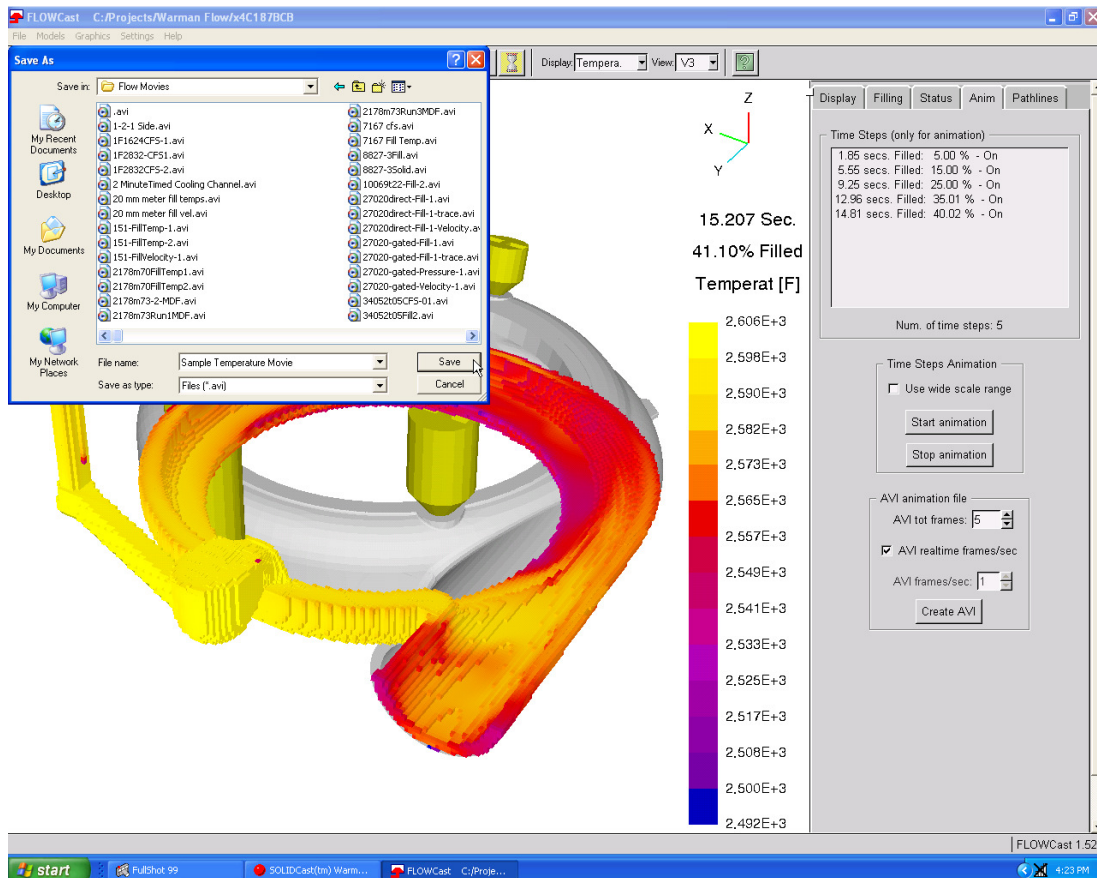 FLOWCast C:/Projects/Warman Flow/x4C187BCB
File Models Graphics Settings Help
Save As
Save in: Flow Movies
Display: Tempera. View: V3
My Recent Documents
Desktop
My Documents
My Computer
My Network Places
.avi
1-2-1 Side.avi
1F1624CFS-1.avi
1F2832-CFS1.avi
1F2832CFS-2.avi
2 MinuteTimed Cooling Channel.avi
20 mm meter fill temps.avi
20 mm meter fill vel.avi
151-FillTemp-1.avi
151-FillTemp-2.avi
151-FillVelocity-1.avi
2178m70FillTemp1.avi
2178m70FillTemp2.avi
2178m73-2-MDF.avi
2178m73Run1MDF.avi
2178m73Run3MDF.avi
7167 cfs.avi
7167 Fill Temp.avi
8827-3Fill.avi
8827-3Solid.avi
10069t22-Fill-2.avi
27020direct-Fill-1.avi
27020direct-Fill-1-trace.avi
27020direct-Fill-1-Velocity.av
27020-gated-Fill-1.avi
27020-gated-Fill-1-trace.avi
27020-gated-Pressure-1.avi
27020-gated-Velocity-1.avi
34052t05CFS-01.avi
34052t05Fill2.avi
File name: Sample Temperature Movie Save
Save as type: Files (*.avi) Cancel
Z
X
Y
15.207 Sec.
41.10% Filled
Temperat [F]
2.606E+3
2.598E+3
2.590E+3
2.582E+3
2.573E+3
2.565E+3
2.557E+3
2.549E+3
2.541E+3
2.533E+3
2.525E+3
2.517E+3
2.508E+3
2.500E+3
2.492E+3
Display Filling Status Anim Pathlines
Time Steps (only for animation)
1.85 secs. Filled: 5.00 % - On
5.55 secs. Filled: 15.00 % - On
9.25 secs. Filled: 25.00 % - On
12.96 secs. Filled: 35.01 % - On
14.81 secs. Filled: 40.02 % - On
Num. of time steps: 5
Time Steps Animation
Use wide scale range
Start animation
Stop animation
AVI animation file
AVI tot frames: 5
AVI realtime frames/sec
AVI frames/sec: 1
Create AVI
FLOWCast 1.52
start FullShot 99 SOLIDCast(tm) Warm... FLOWCast C:/Proje... 4:23 PM